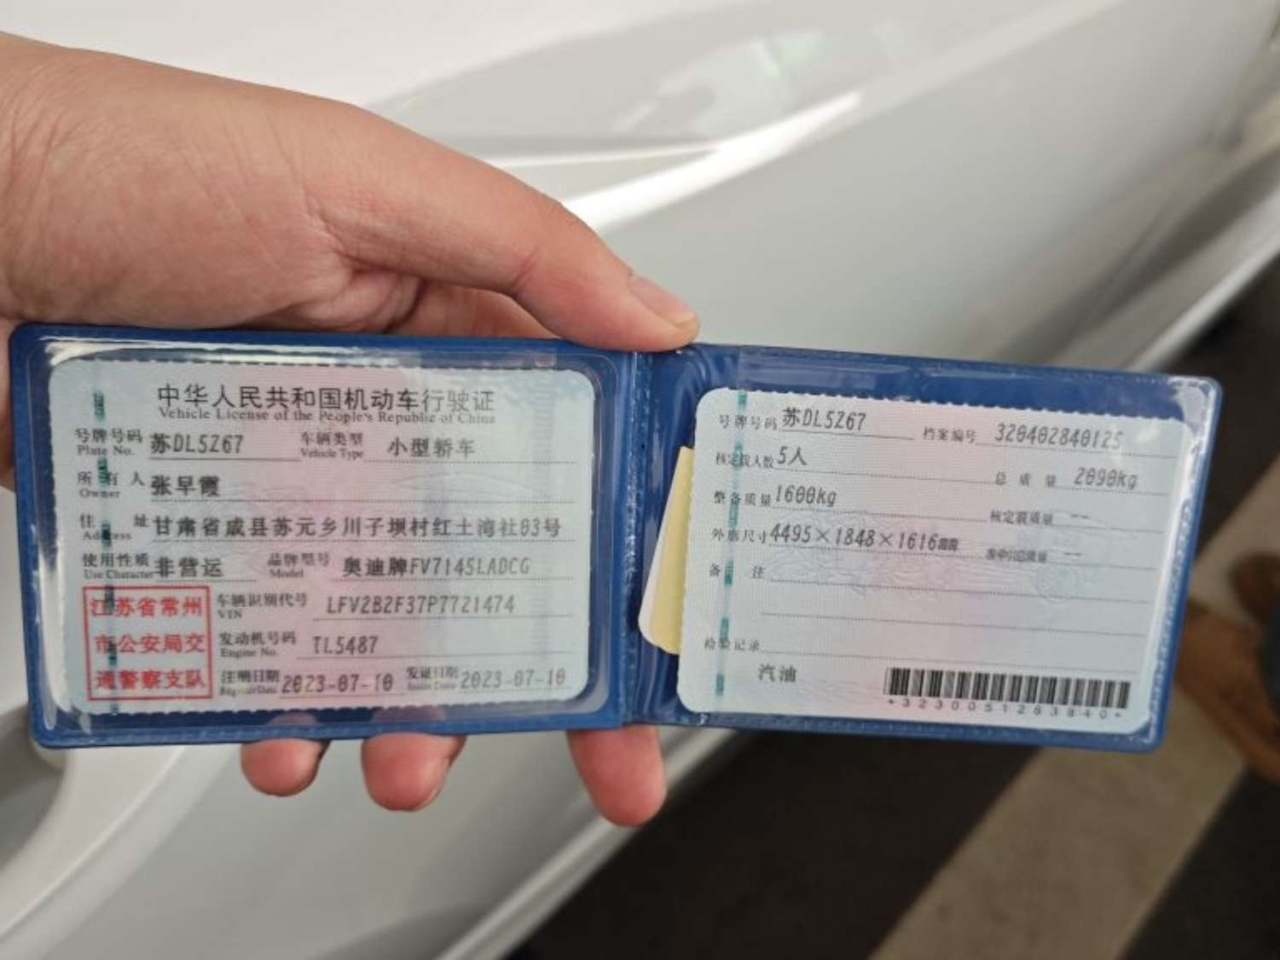 中华人民共和国机动车行驶证
Vehicle License of the People's Republic of China
号牌号码 苏DL5Z67 车辆类型 小型轿车
Plate No. Vehicle Type
所有人 张早霞
Owner
住址 甘肃省成县苏元乡川子坝村红土湾社03号
Address
使用性质 非营运 品牌型号 奥迪牌FV7145LADCG
Use Character Model
江苏省常州
市公安局交
通警察支队
车辆识别代号 LFV2B2F37P7721474
VIN
发动机号码 TL5487
Engine No.
注册日期 2023-07-10 发证日期 2023-07-10
Register Date Issue Date
号牌号码 苏DL5Z67 档案编号 320402840125
核定载人数 5人 总质量 2090kg
整备质量 1600kg 核定载质量 --
外廓尺寸 4495×1848×1616mm --
备注
检验记录
汽油
*3230051283840*